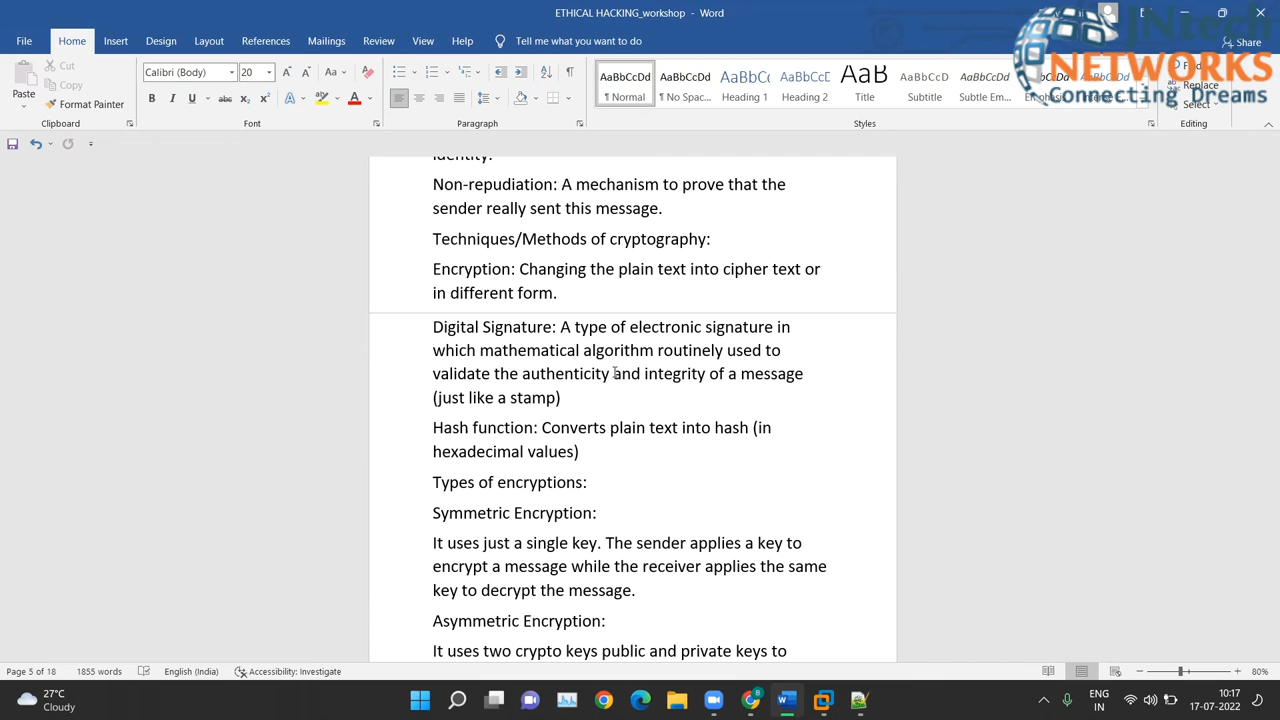 ETHICAL HACKING_workshop - Word
File Home Insert Design Layout References Mailings Review View Help Tell me what you want to do Share
NETWORKS
Connecting Dreams
Paste Cut Copy Format Painter
Calibri (Body) 20
AaBbCcDd AaBbCcDd AaBbCc AaBbCcD AaB AaBbCcD AaBbCcDd
¶ Normal ¶ No Spac... Heading 1 Heading 2 Title Subtitle Subtle Em...
Replace
Select
Clipboard Font Paragraph Styles Editing
identity.
Non-repudiation: A mechanism to prove that the
sender really sent this message.
Techniques/Methods of cryptography:
Encryption: Changing the plain text into cipher text or
in different form.
Digital Signature: A type of electronic signature in
which mathematical algorithm routinely used to
validate the authenticity and integrity of a message
(just like a stamp)
Hash function: Converts plain text into hash (in
hexadecimal values)
Types of encryptions:
Symmetric Encryption:
It uses just a single key. The sender applies a key to
encrypt a message while the receiver applies the same
key to decrypt the message.
Asymmetric Encryption:
It uses two crypto keys public and private keys to
Page 5 of 18 1855 words English (India) Accessibility: Investigate 80%
27°C
Cloudy
ENG
IN
10:17
17-07-2022